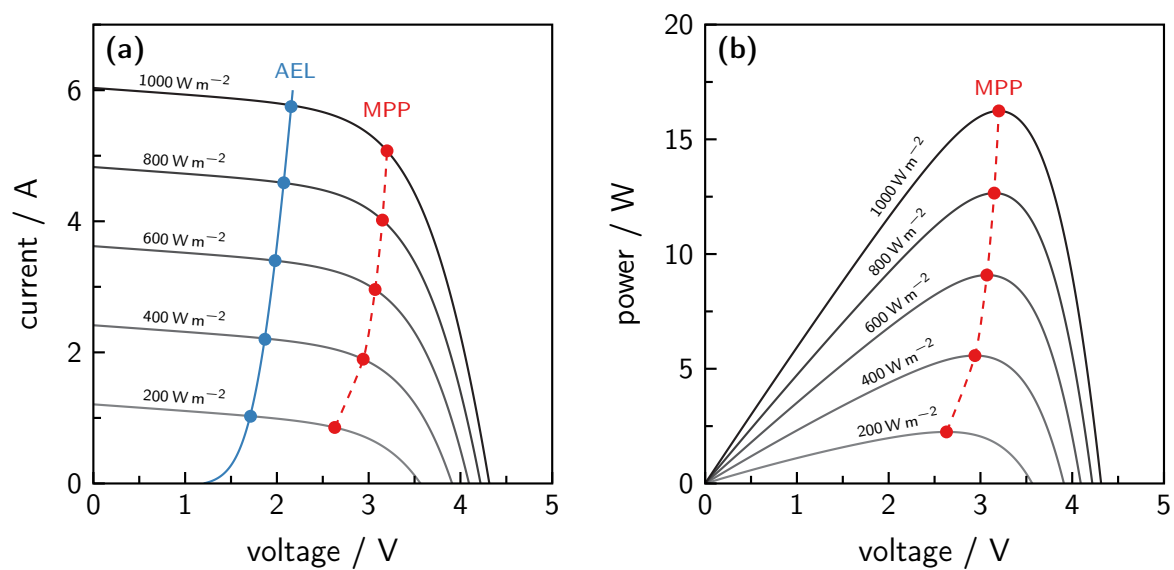 (a)
AEL
MPP
1000 W m−2
800 W m−2
600 W m−2
400 W m−2
200 W m−2
6
4
2
0
0 1 2 3 4 5
current / A
voltage / V
(b)
MPP
1000 W m−2
800 W m−2
600 W m−2
400 W m−2
200 W m−2
20
15
10
5
0
0 1 2 3 4 5
power / W
voltage / V